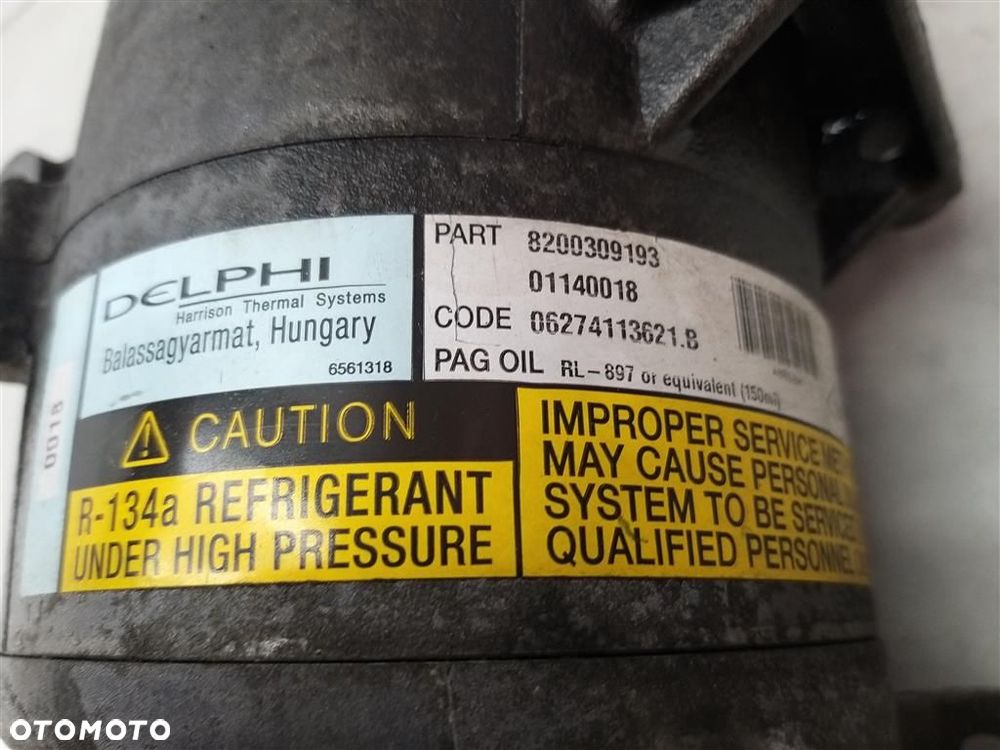 DELPHI
Harrison Thermal Systems
Balassagyarmat, Hungary
6561318
0018
PART 8200309193
01140018
CODE 06274113621.B
PAG OIL RL-897 or equivalent (150ml)
CAUTION
R-134a REFRIGERANT
UNDER HIGH PRESSURE
IMPROPER SERVICE
MAY CAUSE PERSONAL
SYSTEM TO BE SERVICED
QUALIFIED PERSONNEL
OTOMOTO